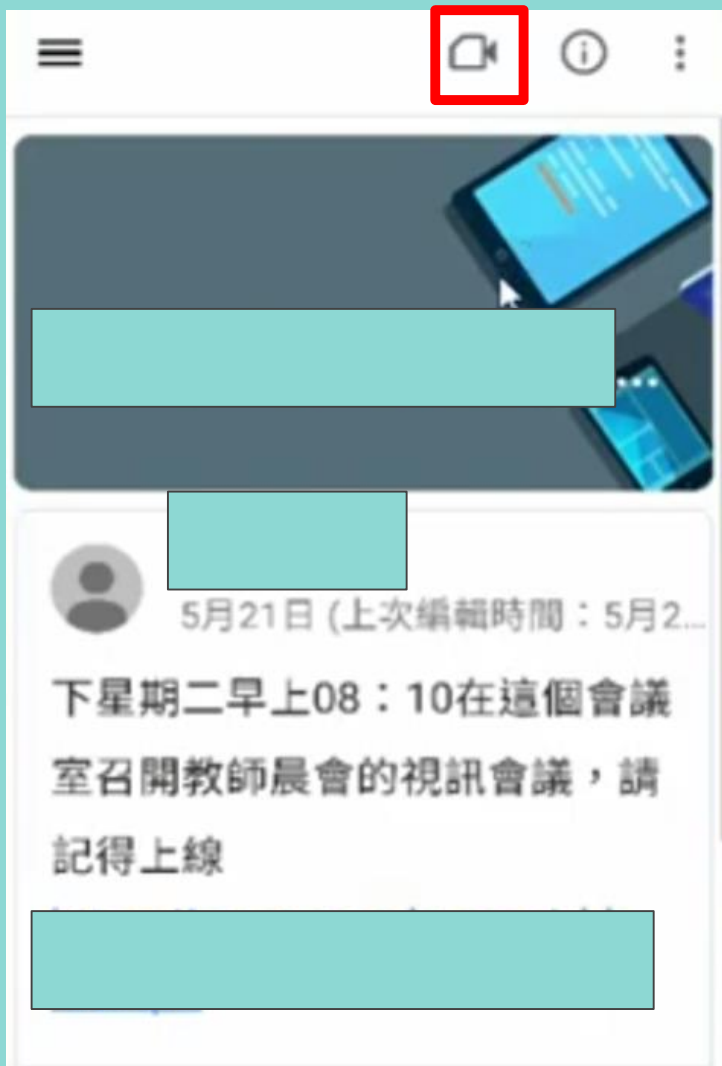 5月21日 (上次編輯時間：5月2...
下星期二早上08：10在這個會議
室召開教師晨會的視訊會議，請
記得上線